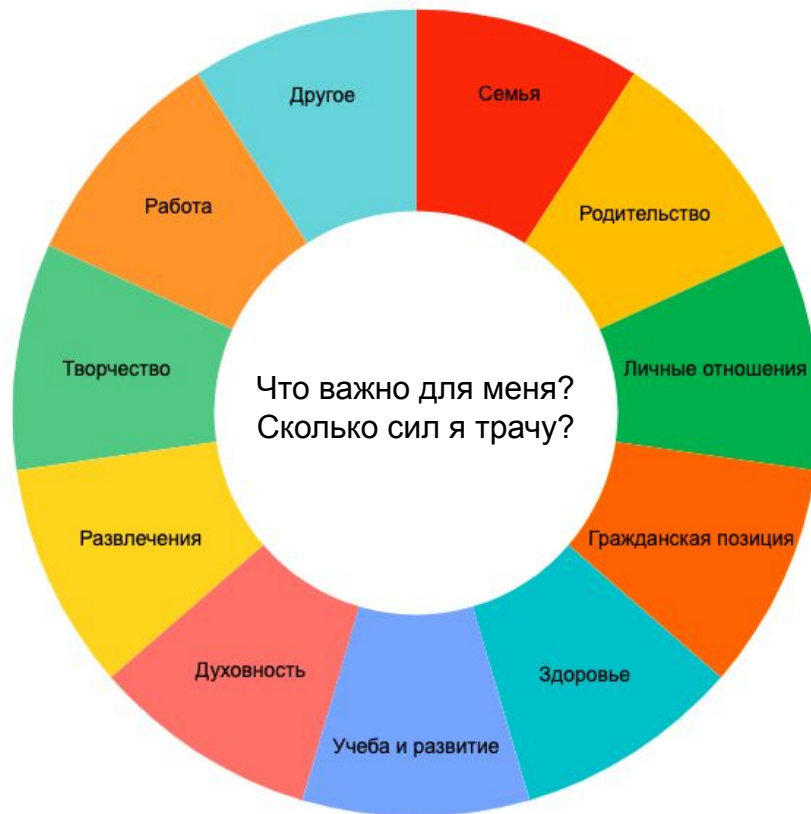 Другое
Семья
Работа
Родительство
Творчество
Личные отношения
Что важно для меня?
Сколько сил я трачу?
Развлечения
Гражданская позиция
Духовность
Здоровье
Учеба и развитие